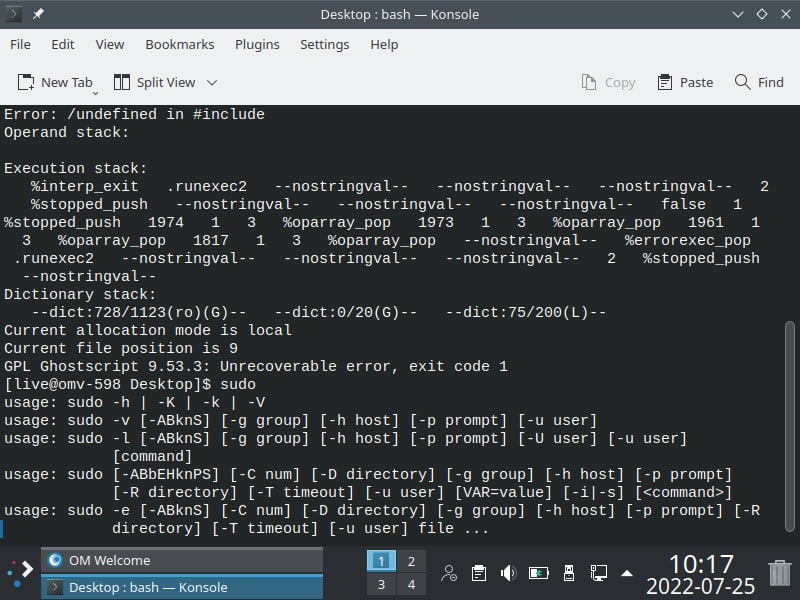 Desktop : bash — Konsole
File Edit View Bookmarks Plugins Settings Help
New Tab Split View Copy Paste Find
Error: /undefined in #include
Operand stack:
Execution stack:
%interp_exit .runexec2 --nostringval-- --nostringval-- --nostringval-- 2
%stopped_push --nostringval-- --nostringval-- --nostringval-- false 1
%stopped_push 1974 1 3 %oparray_pop 1973 1 3 %oparray_pop 1961 1
3 %oparray_pop 1817 1 3 %oparray_pop --nostringval-- %errorexec_pop
.runexec2 --nostringval-- --nostringval-- --nostringval-- 2 %stopped_push
--nostringval--
Dictionary stack:
--dict:728/1123(ro)(G)-- --dict:0/20(G)-- --dict:75/200(L)--
Current allocation mode is local
Current file position is 9
GPL Ghostscript 9.53.3: Unrecoverable error, exit code 1
[live@omv-598 Desktop]$ sudo
usage: sudo -h | -K | -k | -V
usage: sudo -v [-ABknS] [-g group] [-h host] [-p prompt] [-u user]
usage: sudo -l [-ABknS] [-g group] [-h host] [-p prompt] [-U user] [-u user]
[command]
usage: sudo [-ABbEHknPS] [-C num] [-D directory] [-g group] [-h host] [-p prompt]
[-R directory] [-T timeout] [-u user] [VAR=value] [-i|-s] [<command>]
usage: sudo -e [-ABknS] [-C num] [-D directory] [-g group] [-h host] [-p prompt] [-R
directory] [-T timeout] [-u user] file ...
OM Welcome
Desktop : bash — Konsole
1 2
3 4
10:17
2022-07-25